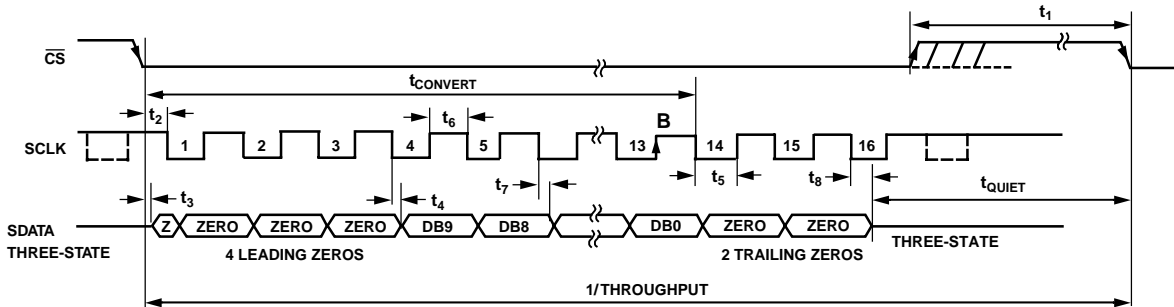 t1
CS
tCONVERT
t2
t6
B
SCLK
1
2
3
4
5
13
14
15
16
t3
t4
t7
t5
t8
tQUIET
SDATA
THREE-STATE
Z
ZERO
ZERO
ZERO
DB9
DB8
DB0
ZERO
ZERO
THREE-STATE
4 LEADING ZEROS
2 TRAILING ZEROS
1/THROUGHPUT